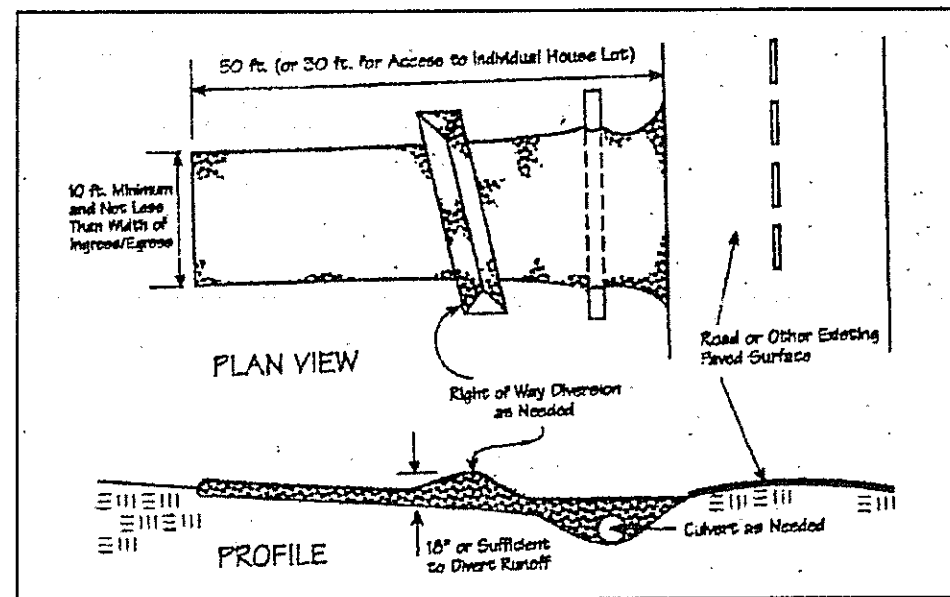 50 ft. (or 30 ft. for Access to Individual House Lot)
10 ft. Minimum
and Not Less
Than Width of
Ingress/Egress
PLAN VIEW
Right of Way Diversion
as Needed
Road or Other Existing
Paved Surface
18" or Sufficient
to Divert Runoff
Culvert as Needed
PROFILE